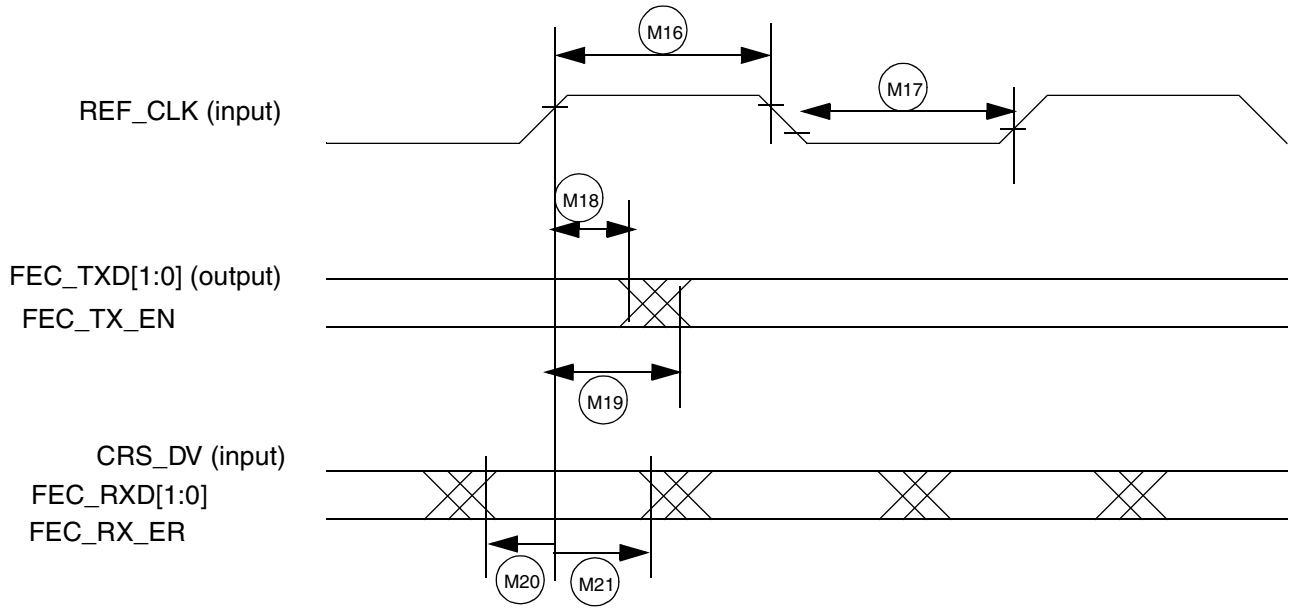 M16
REF_CLK (input)
M17
M18
FEC_TXD[1:0] (output)
FEC_TX_EN
M19
CRS_DV (input)
FEC_RXD[1:0]
FEC_RX_ER
M20
M21